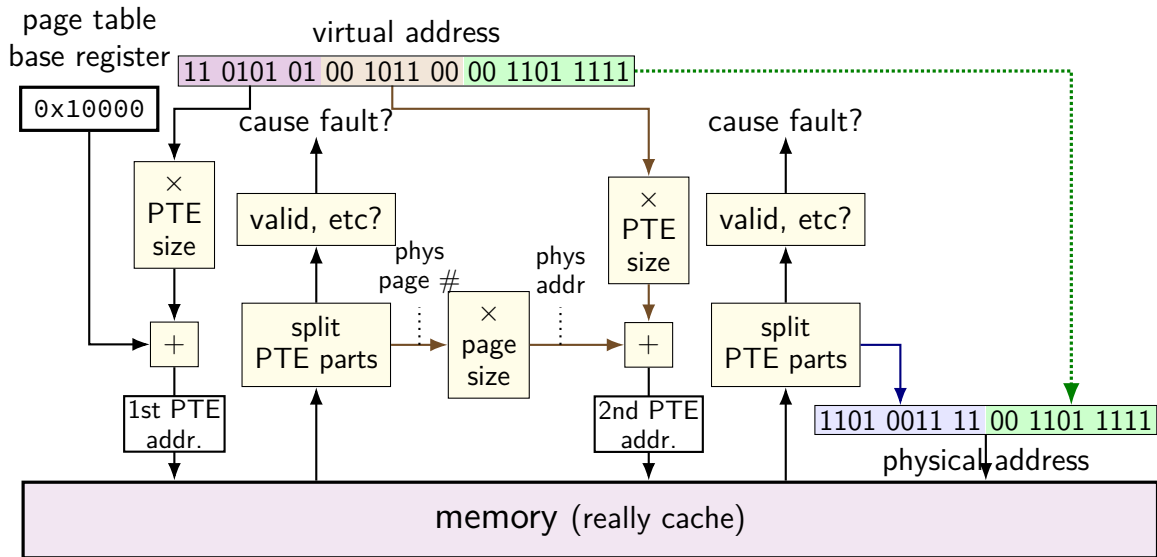 page table
base register
virtual address
11 0101 01 00 1011 00 00 1101 1111
0x10000
cause fault?
cause fault?
×
PTE
size
valid, etc?
×
PTE
size
valid, etc?
phys
page #
phys
addr
+
split
PTE parts
×
page
size
+
split
PTE parts
1st PTE
addr.
2nd PTE
addr.
1101 0011 11 00 1101 1111
physical address
memory (really cache)